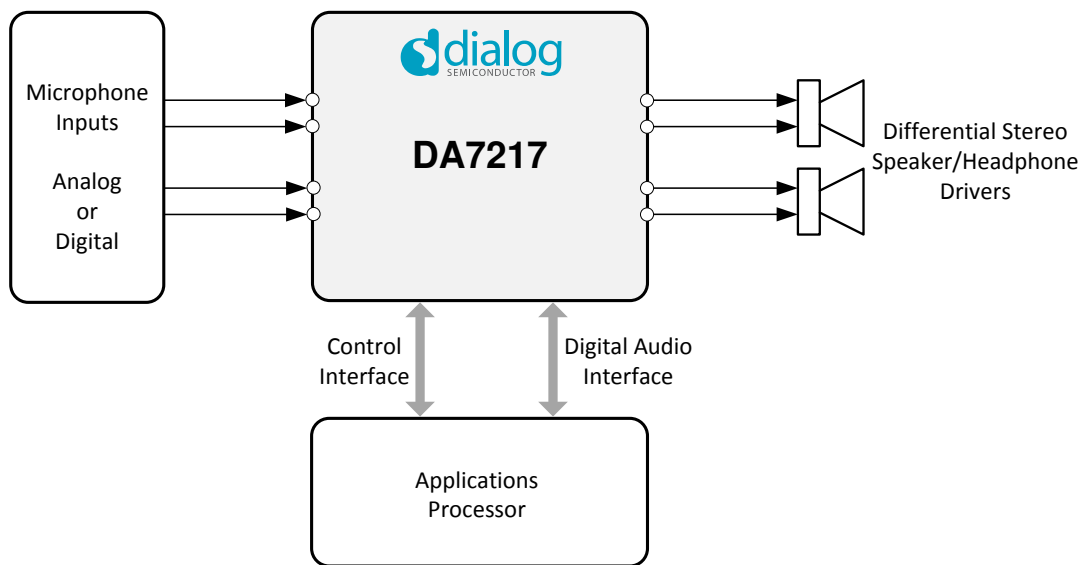 Microphone
Inputs
Analog
or
Digital
dialog
SEMICONDUCTOR
DA7217
Differential Stereo
Speaker/Headphone
Drivers
Control
Interface
Digital Audio
Interface
Applications
Processor